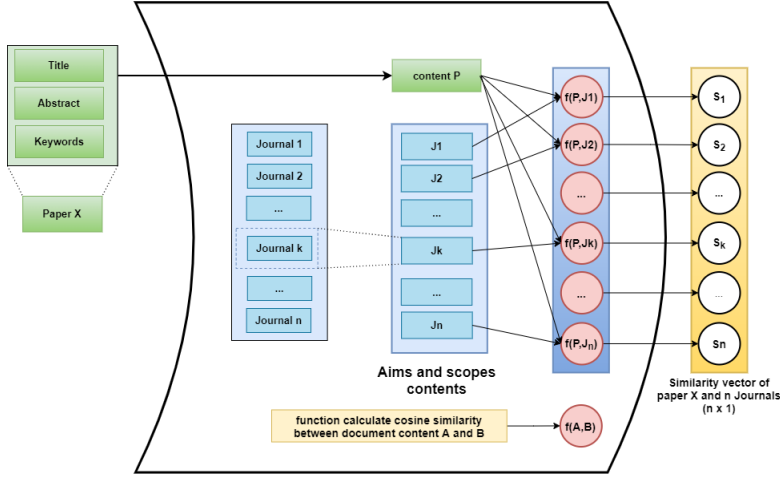 Title
Abstract
Keywords
Paper X
content P
Journal 1
Journal 2
...
Journal k
...
Journal n
J1
J2
...
Jk
...
Jn
Aims and scopes
contents
f(P,J1)
f(P,J2)
...
f(P,Jk)
...
f(P,Jn)
S1
S2
...
Sk
...
Sn
Similarity vector of
paper X and n Journals
(n x 1)
function calculate cosine similarity
between document content A and B
f(A,B)